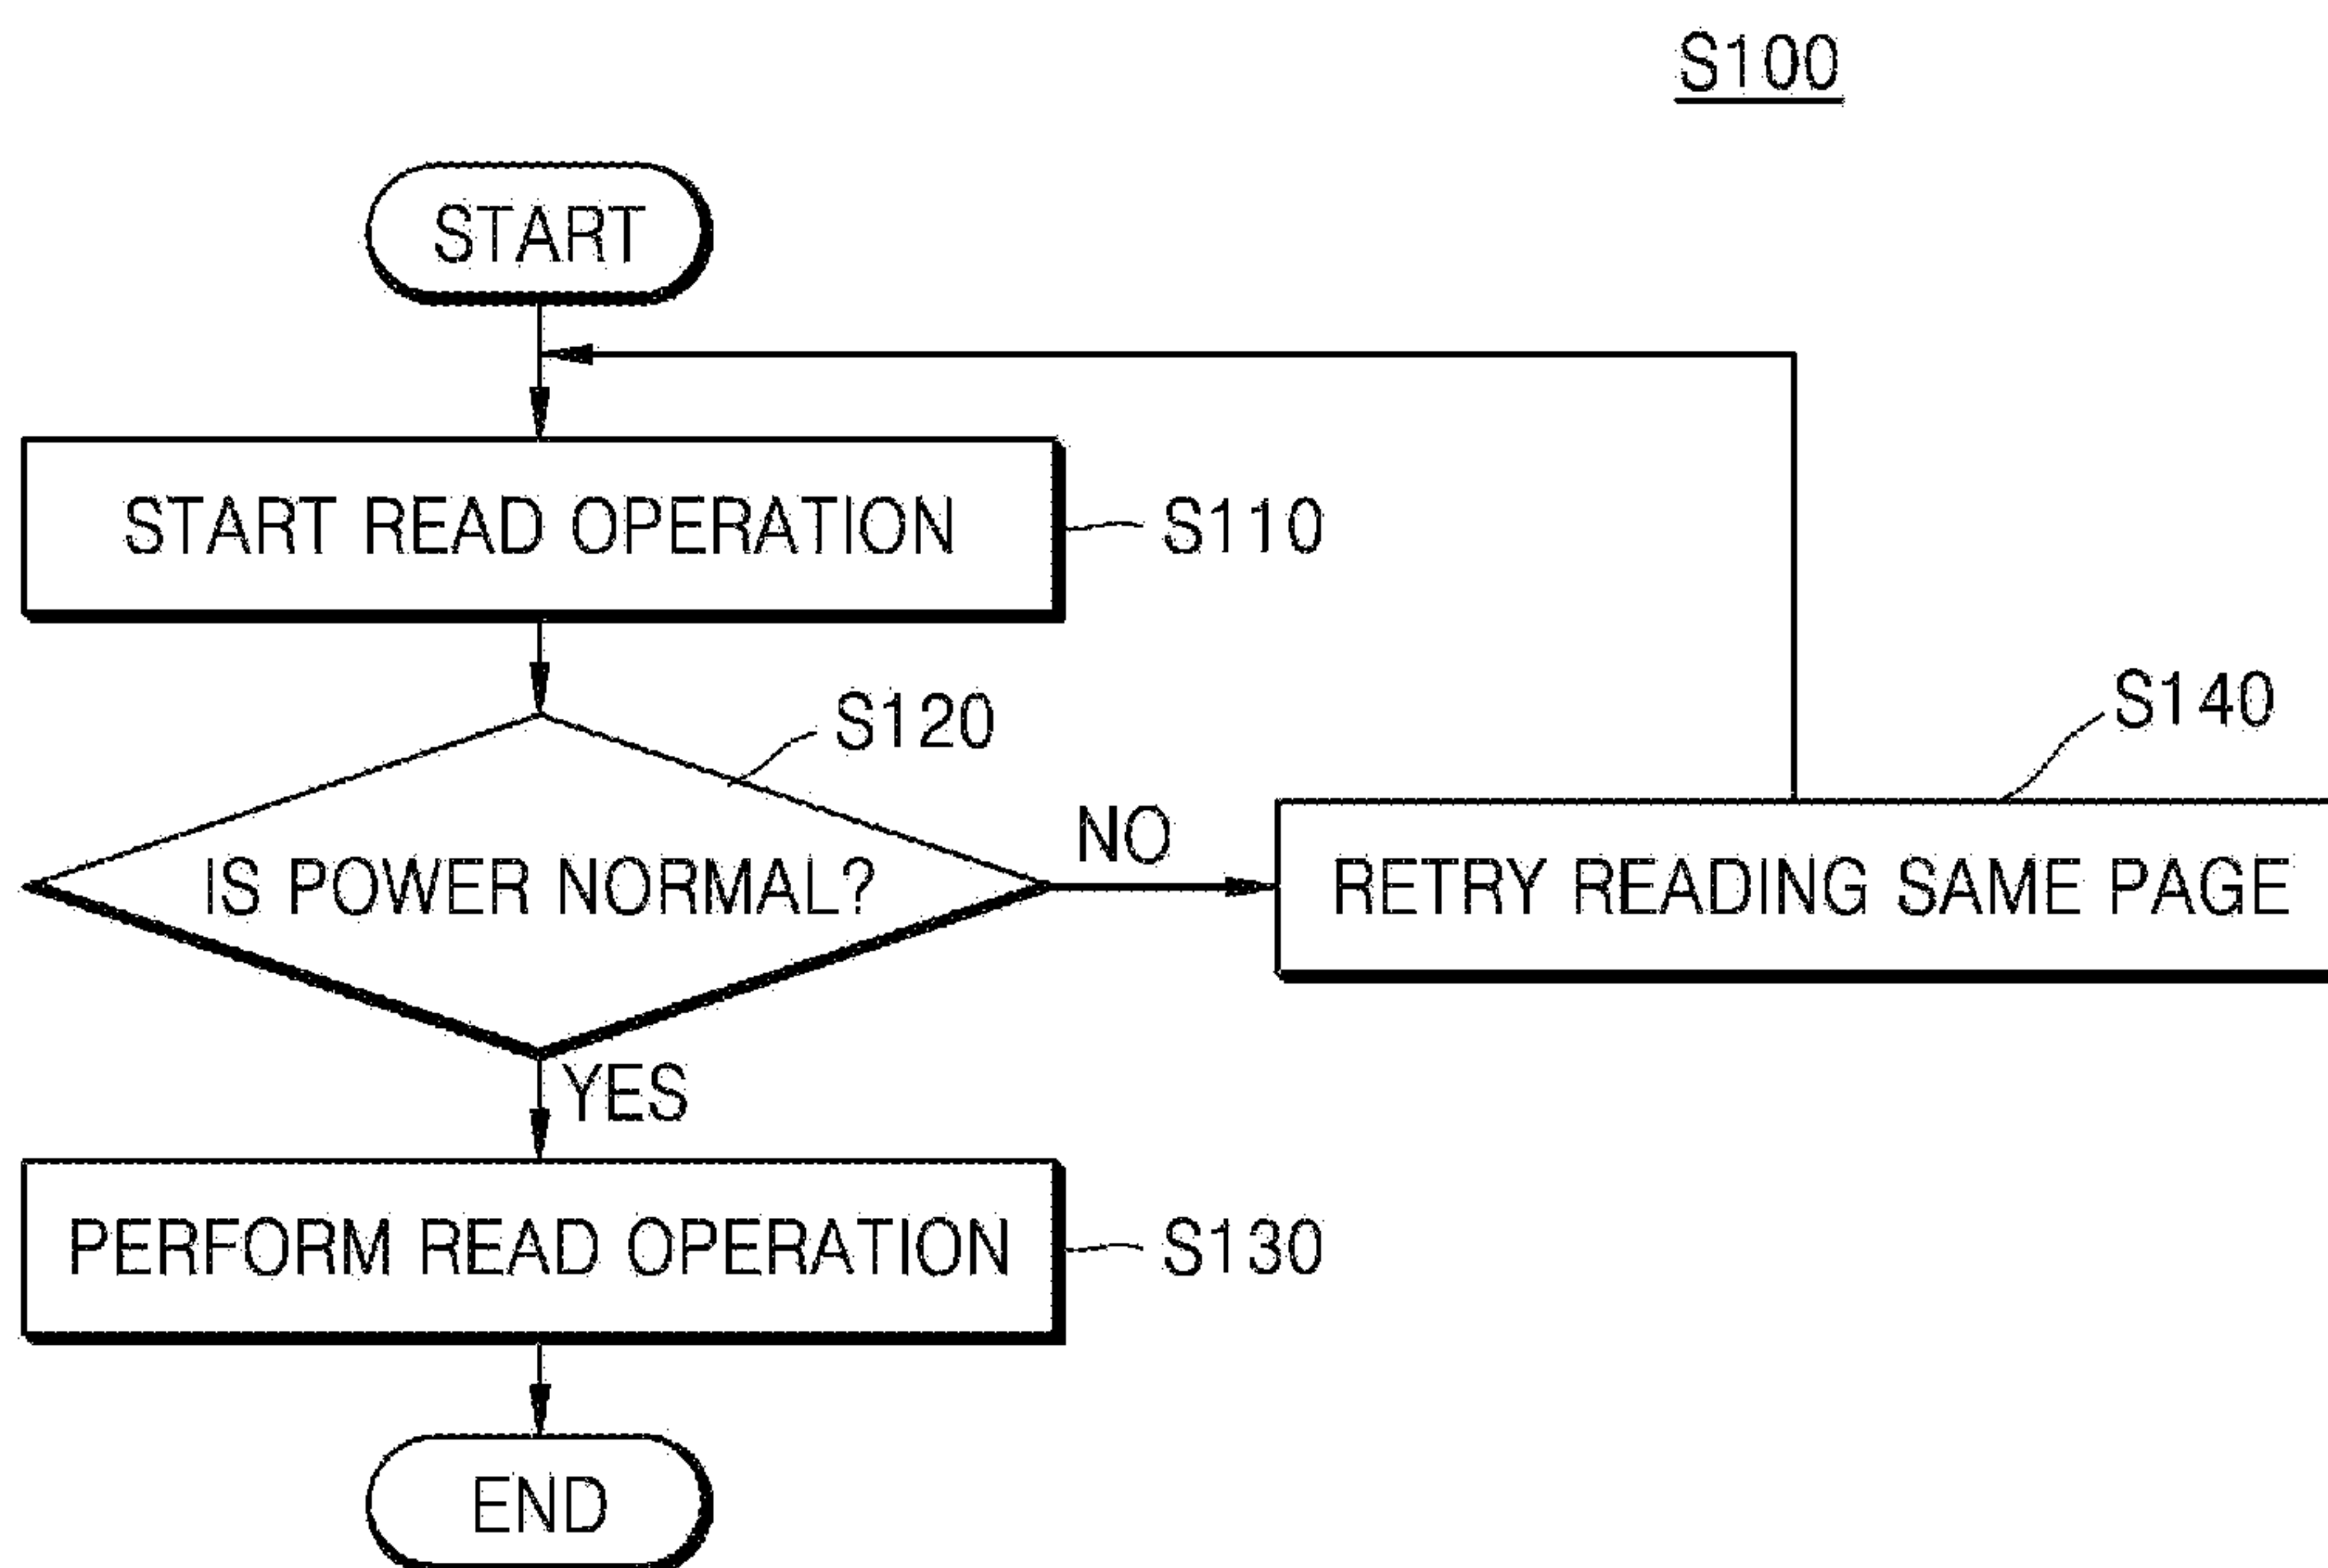 S100
START
START READ OPERATION
S110
S120
IS POWER NORMAL?
NO
S140
RETRY READING SAME PAGE
YES
PERFORM READ OPERATION
S130
END